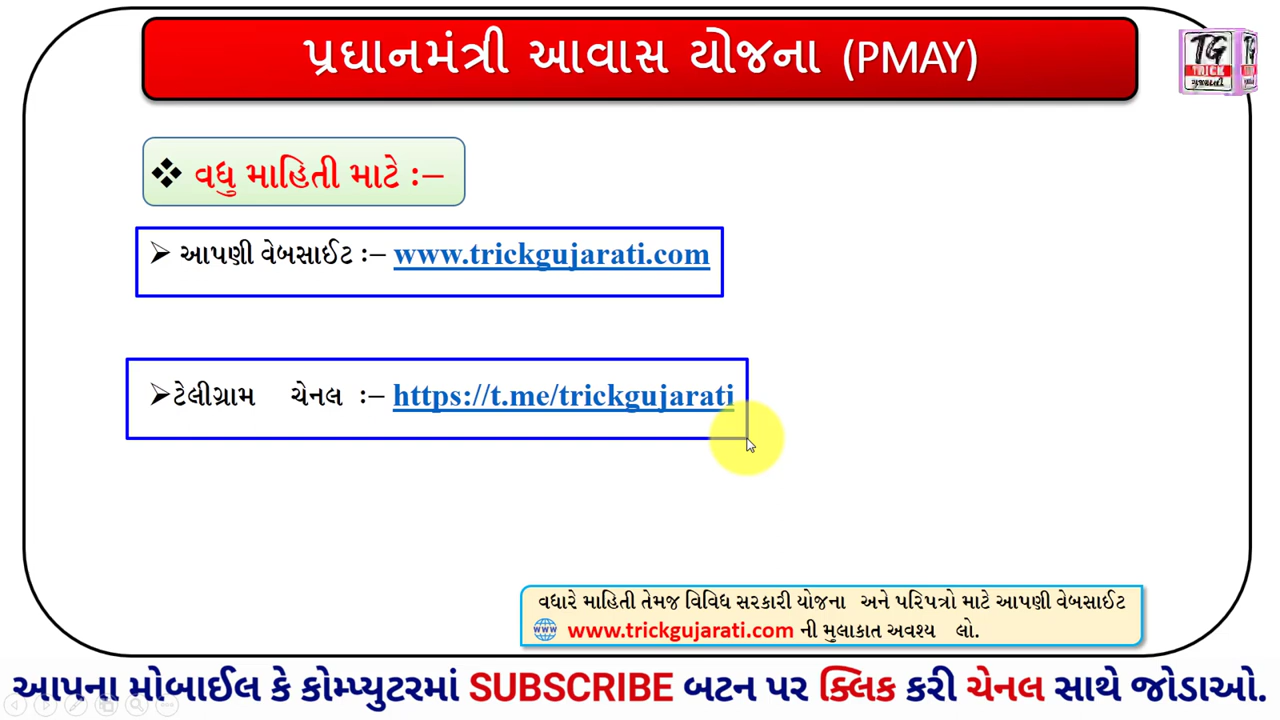 પ્રધાનમંત્રી આવાસ યોજના (PMAY)
TG
TRICK
ગુજરાતી
❖ વધુ માહિતી માટે :–
➢ આપણી વેબસાઈટ :– www.trickgujarati.com
➢ ટેલીગ્રામ ચેનલ :– https://t.me/trickgujarati
વધારે માહિતી તેમજ વિવિધ સરકારી યોજના અને પરિપત્રો માટે આપણી વેબસાઈટ
www.trickgujarati.com ની મુલાકાત અવશ્ય લો.
આપના મોબાઈલ કે કોમ્પ્યુટરમાં SUBSCRIBE બટન પર ક્લિક કરી ચેનલ સાથે જોડાઓ.